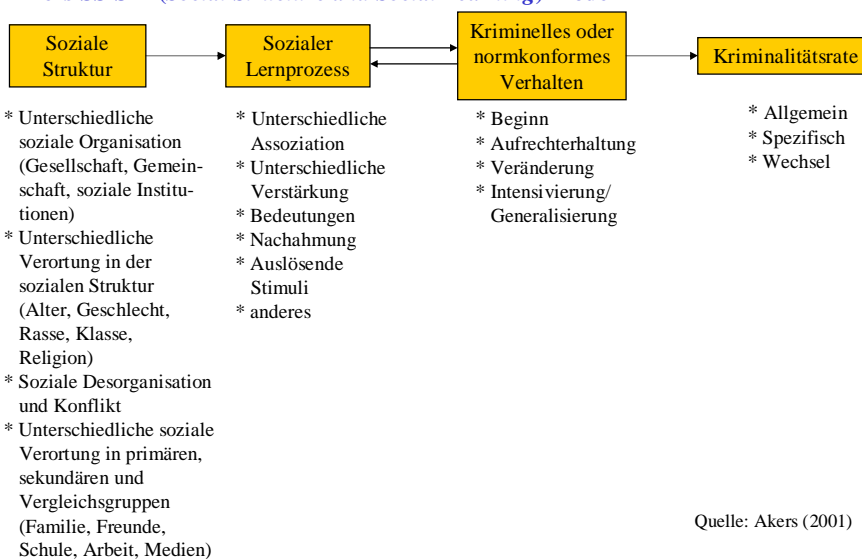 Soziale
Struktur
Sozialer
Lernprozess
Kriminelles oder
normkonformes
Verhalten
Kriminalitätsrate
* Unterschiedliche
soziale Organisation
(Gesellschaft, Gemein-
schaft, soziale Institu-
tionen)
* Unterschiedliche
Verortung in der
sozialen Struktur
(Alter, Geschlecht,
Rasse, Klasse,
Religion)
* Soziale Desorganisation
und Konflikt
* Unterschiedliche soziale
Verortung in primären,
sekundären und
Vergleichsgruppen
(Familie, Freunde,
Schule, Arbeit, Medien)
* Unterschiedliche
Assoziation
* Unterschiedliche
Verstärkung
* Bedeutungen
* Nachahmung
* Auslösende
Stimuli
* anderes
* Beginn
* Aufrechterhaltung
* Veränderung
* Intensivierung/
Generalisierung
* Allgemein
* Spezifisch
* Wechsel
Quelle: Akers (2001)